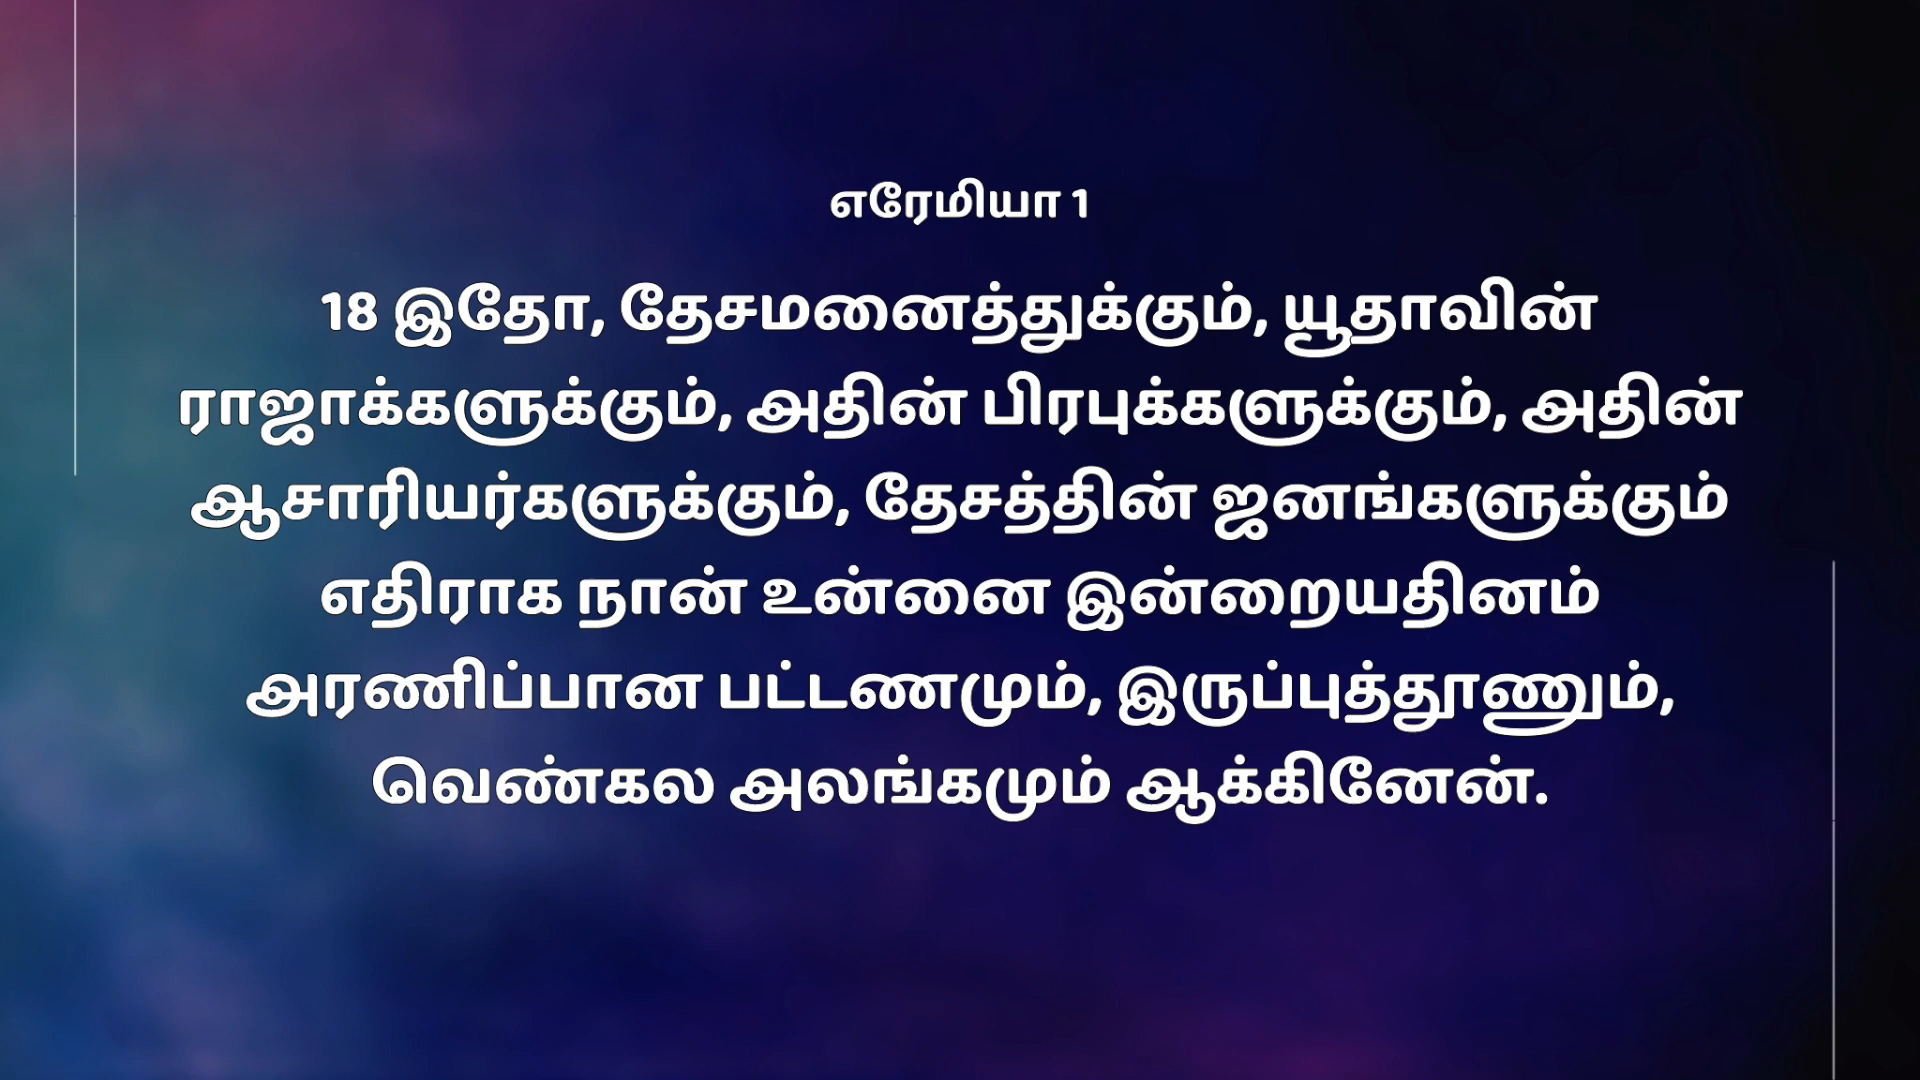 எரேமியா 1
18 இதோ, தேசமனைத்துக்கும், யூதாவின்
ராஜாக்களுக்கும், அதின் பிரபுக்களுக்கும், அதின்
ஆசாரியர்களுக்கும், தேசத்தின் ஜனங்களுக்கும்
எதிராக நான் உன்னை இன்றையதினம்
அரணிப்பான பட்டணமும், இருப்புத்தூணும்,
வெண்கல அலங்கமும் ஆக்கினேன்.